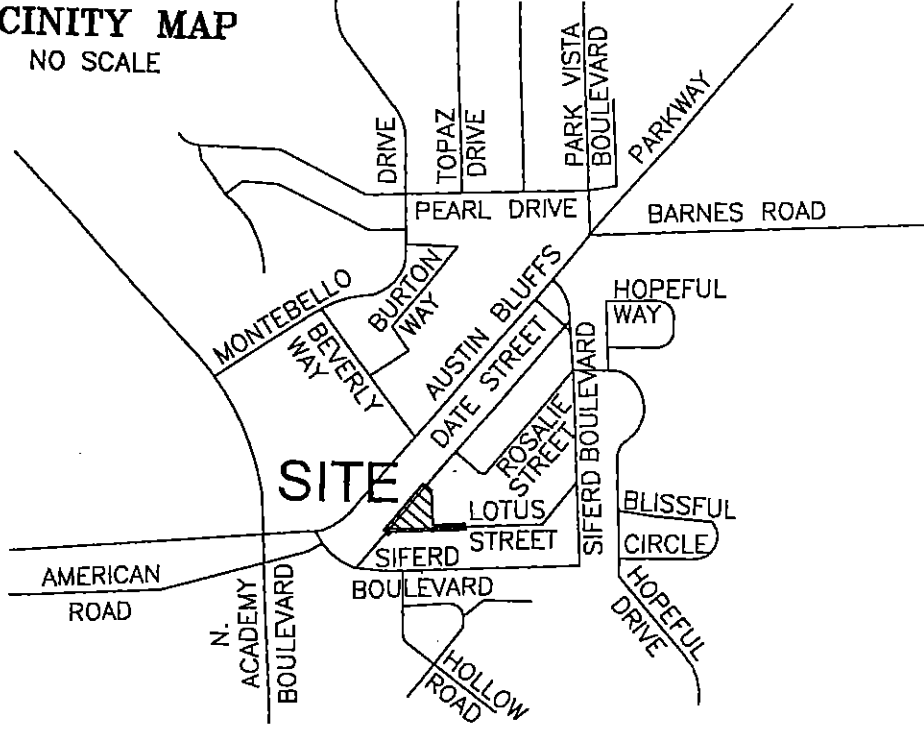 CINITY MAP
NO SCALE
DRIVE
TOPAZ
DRIVE
PARK VISTA
BOULEVARD
PARKWAY
PEARL DRIVE
BARNES ROAD
MONTEBELLO
BURTON
WAY
BEVERLY
WAY
AUSTIN BLUFFS
DATE STREET
HOPEFUL
WAY
ROSALIE
STREET
SIFERD BOULEVARD
SITE
LOTUS
STREET
BLISSFUL
CIRCLE
SIFERD
BOULEVARD
AMERICAN
ROAD
N.
ACADEMY
BOULEVARD
HOPEFUL
DRIVE
HOLLOW
ROAD